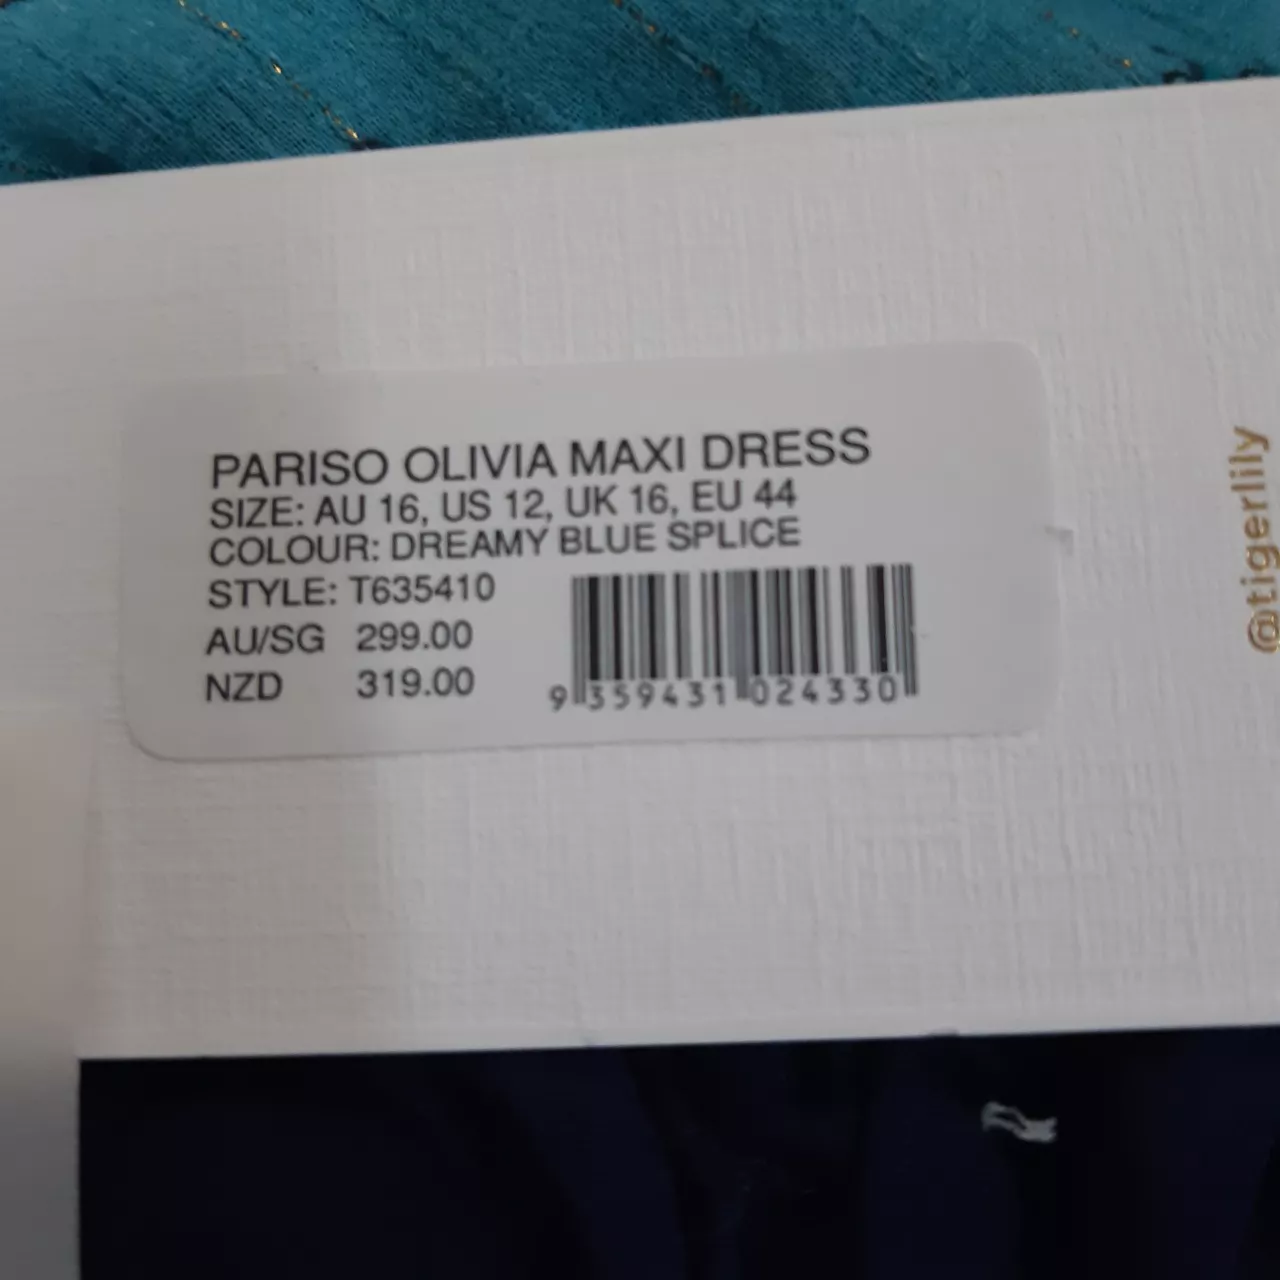 PARISO OLIVIA MAXI DRESS
SIZE: AU 16, US 12, UK 16, EU 44
COLOUR: DREAMY BLUE SPLICE
STYLE: T635410
AU/SG 299.00
NZD 319.00
9 359431 024330
@tigerlily